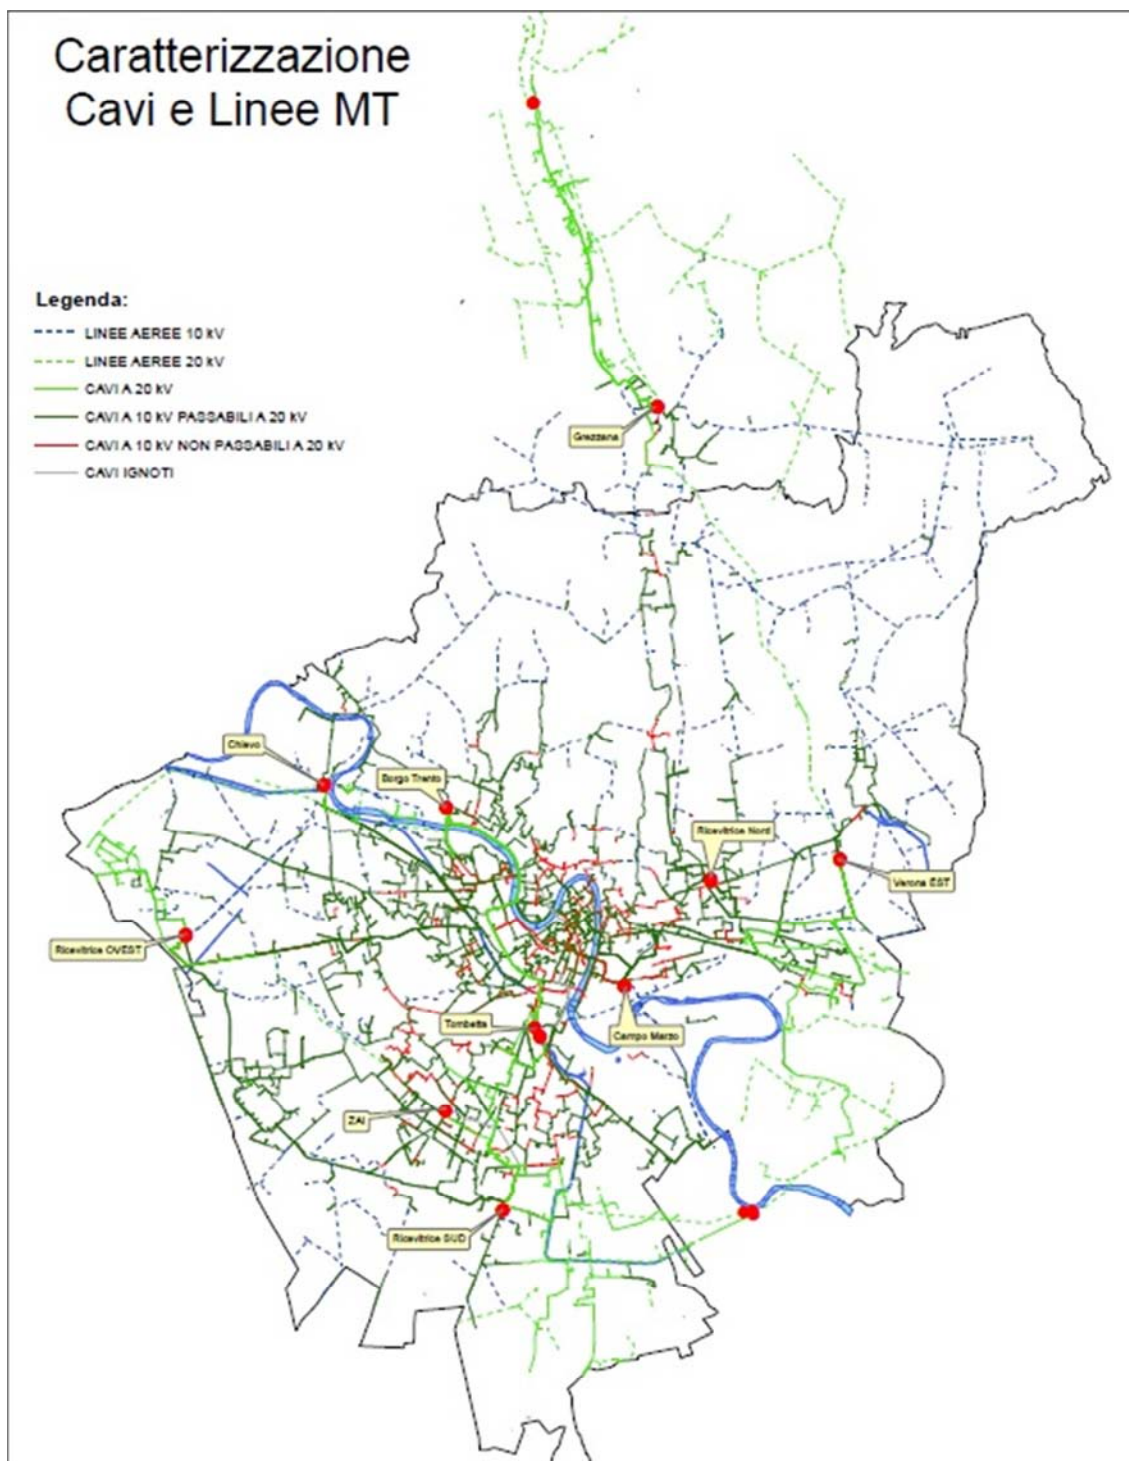 Caratterizzazione
Cavi e Linee MT
Legenda:
LINEE AEREE 10 kV
LINEE AEREE 20 kV
CAVI A 20 kV
CAVI A 10 kV PASSABILI A 20 kV
CAVI A 10 kV NON PASSABILI A 20 kV
CAVI IGNOTI
Grezzana
Chievo
Borgo Trento
Ricevitrice Nord
Verona EST
Ricevitrice OVEST
Tombetta
Campo Marzo
ZAI
Ricevitrice SUD